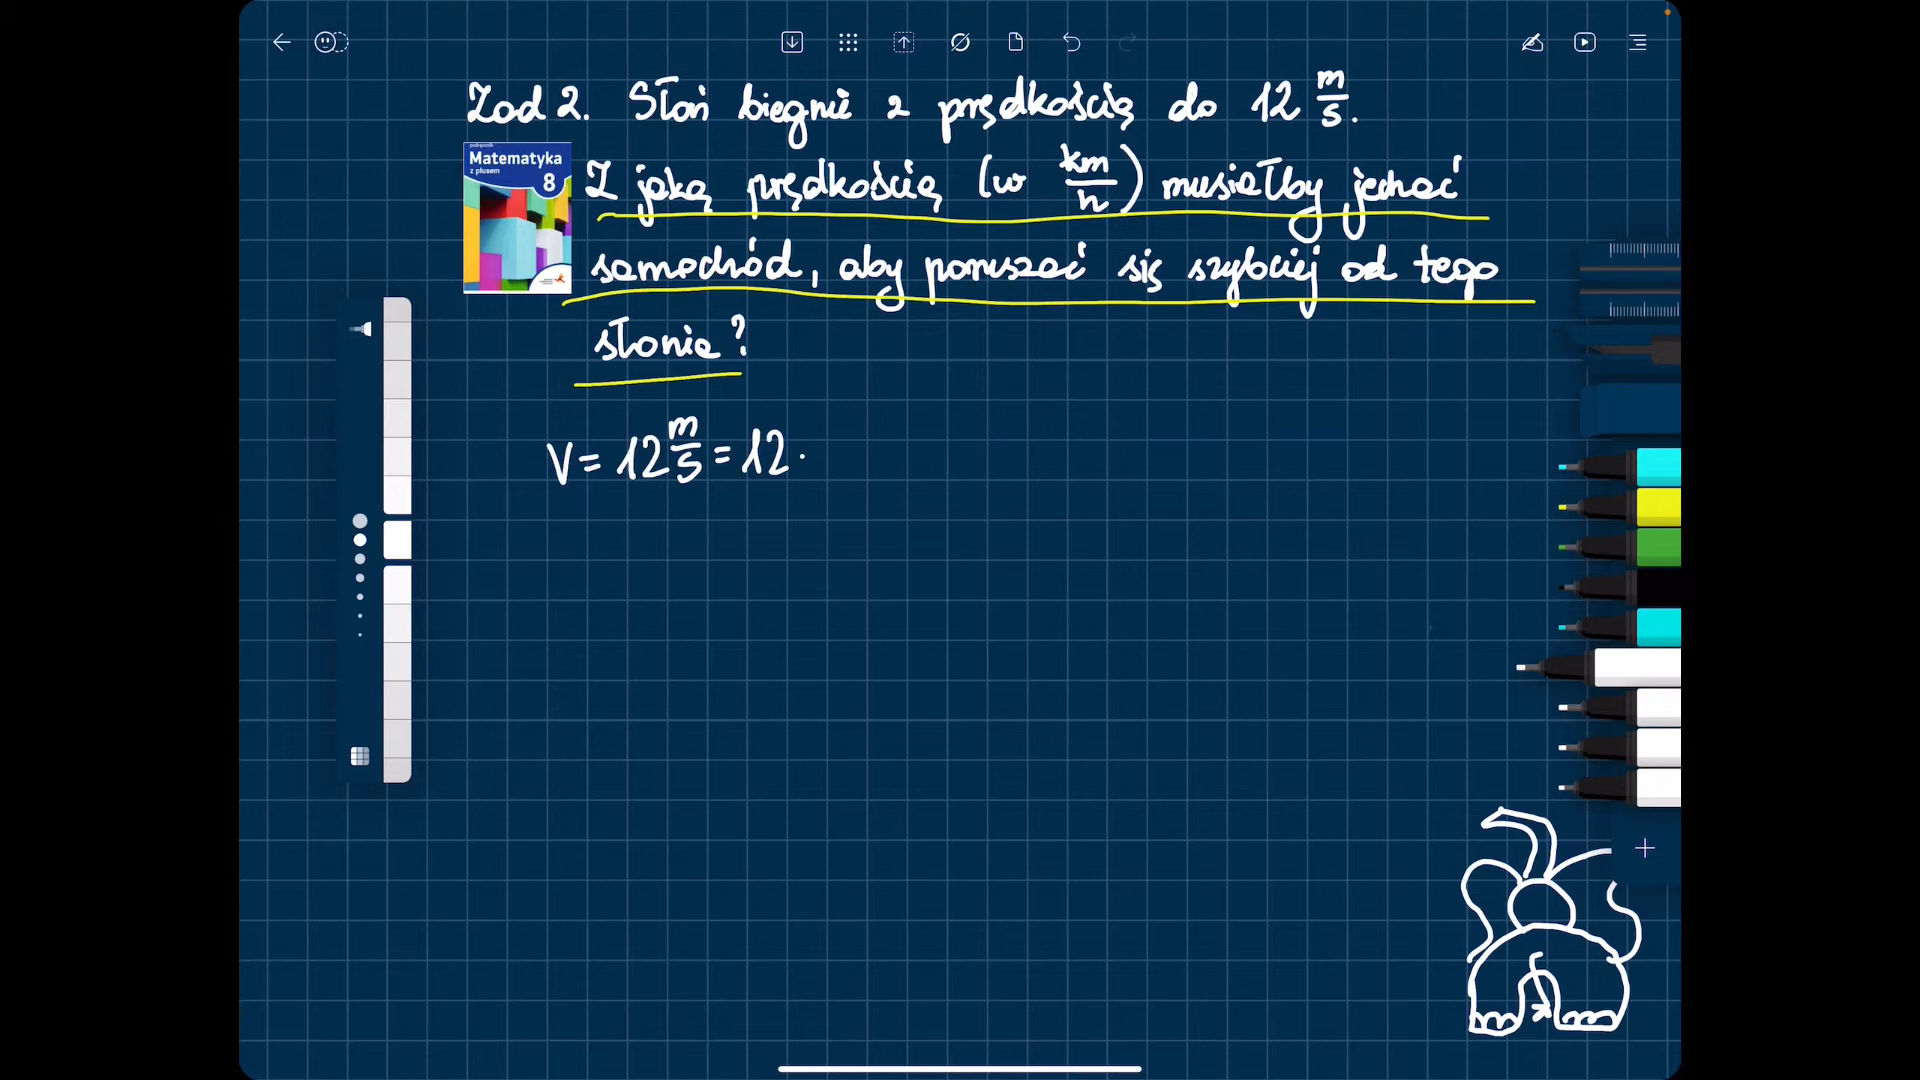 Zad 2. Słoń biegnie z prędkością do 12 m/s.
podręcznik
Matematyka
z plusem
8
Z jaką prędkością (w km/h) musiałby jechać
samochód, aby poruszać się szybciej od tego
słonia?
V = 12 m/s = 12 ·